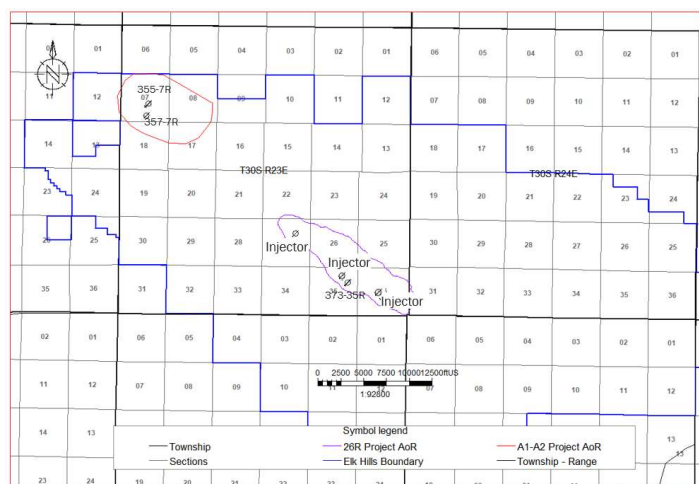 01 06 05 04 03 02 01 06 05 04 03 02 01
N
355-7R
11 12 07 08 09 10 11 12 07 08 09 10 11 12
357-7R
14 13 18 17 16 15 14 13 18 17 16 15 14 13
T30S R23E T30S R24E
23 24 19 20 21 22 23 24 19 20 21 22 23 24
26 25 30 29 28 26 25 30 29 28 27 26 25
Injector
Injector
35 36 31 32 33 34 31 32 33 34 35 36
373-35R Injector
02 01 06 05 04 03 02 01 06 05 04 03 02 01
0 2500 5000 7500 10000 12500ftUS
1:92800
11 12 07 08 09 10 11 07 08 09 10 11 12
14 13 13
Symbol legend
Township 26R Project AoR A1-A2 Project AoR
Sections Elk Hills Boundary Township - Range
13
23 24